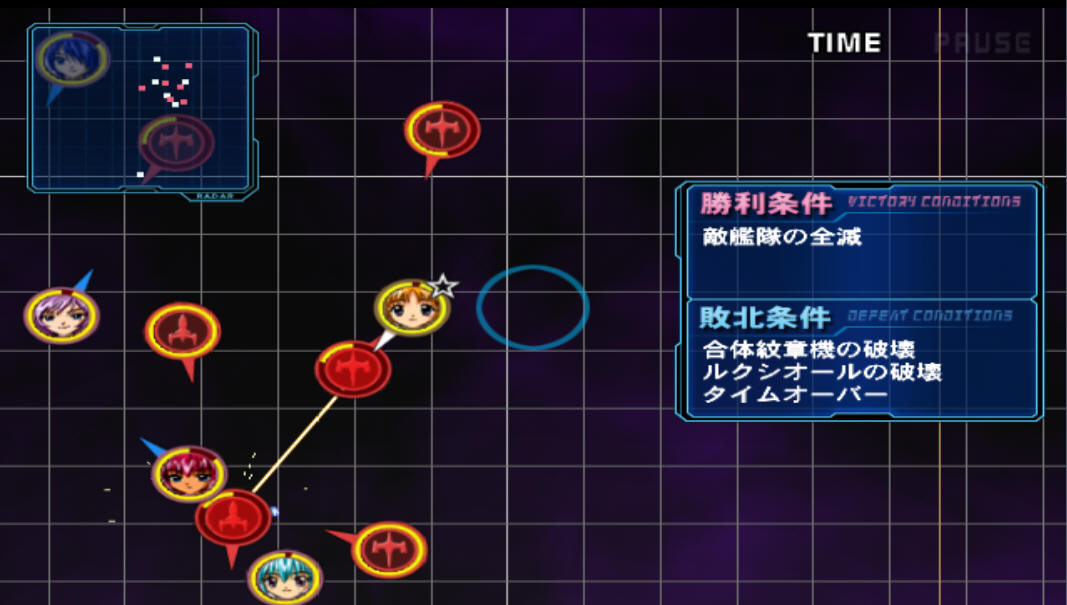 TIME
PAUSE
RADAR
勝利条件 VICTORY CONDITIONS
敵艦隊の全滅
敗北条件 DEFEAT CONDITIONS
合体紋章機の破壊
ルクシオールの破壊
タイムオーバー